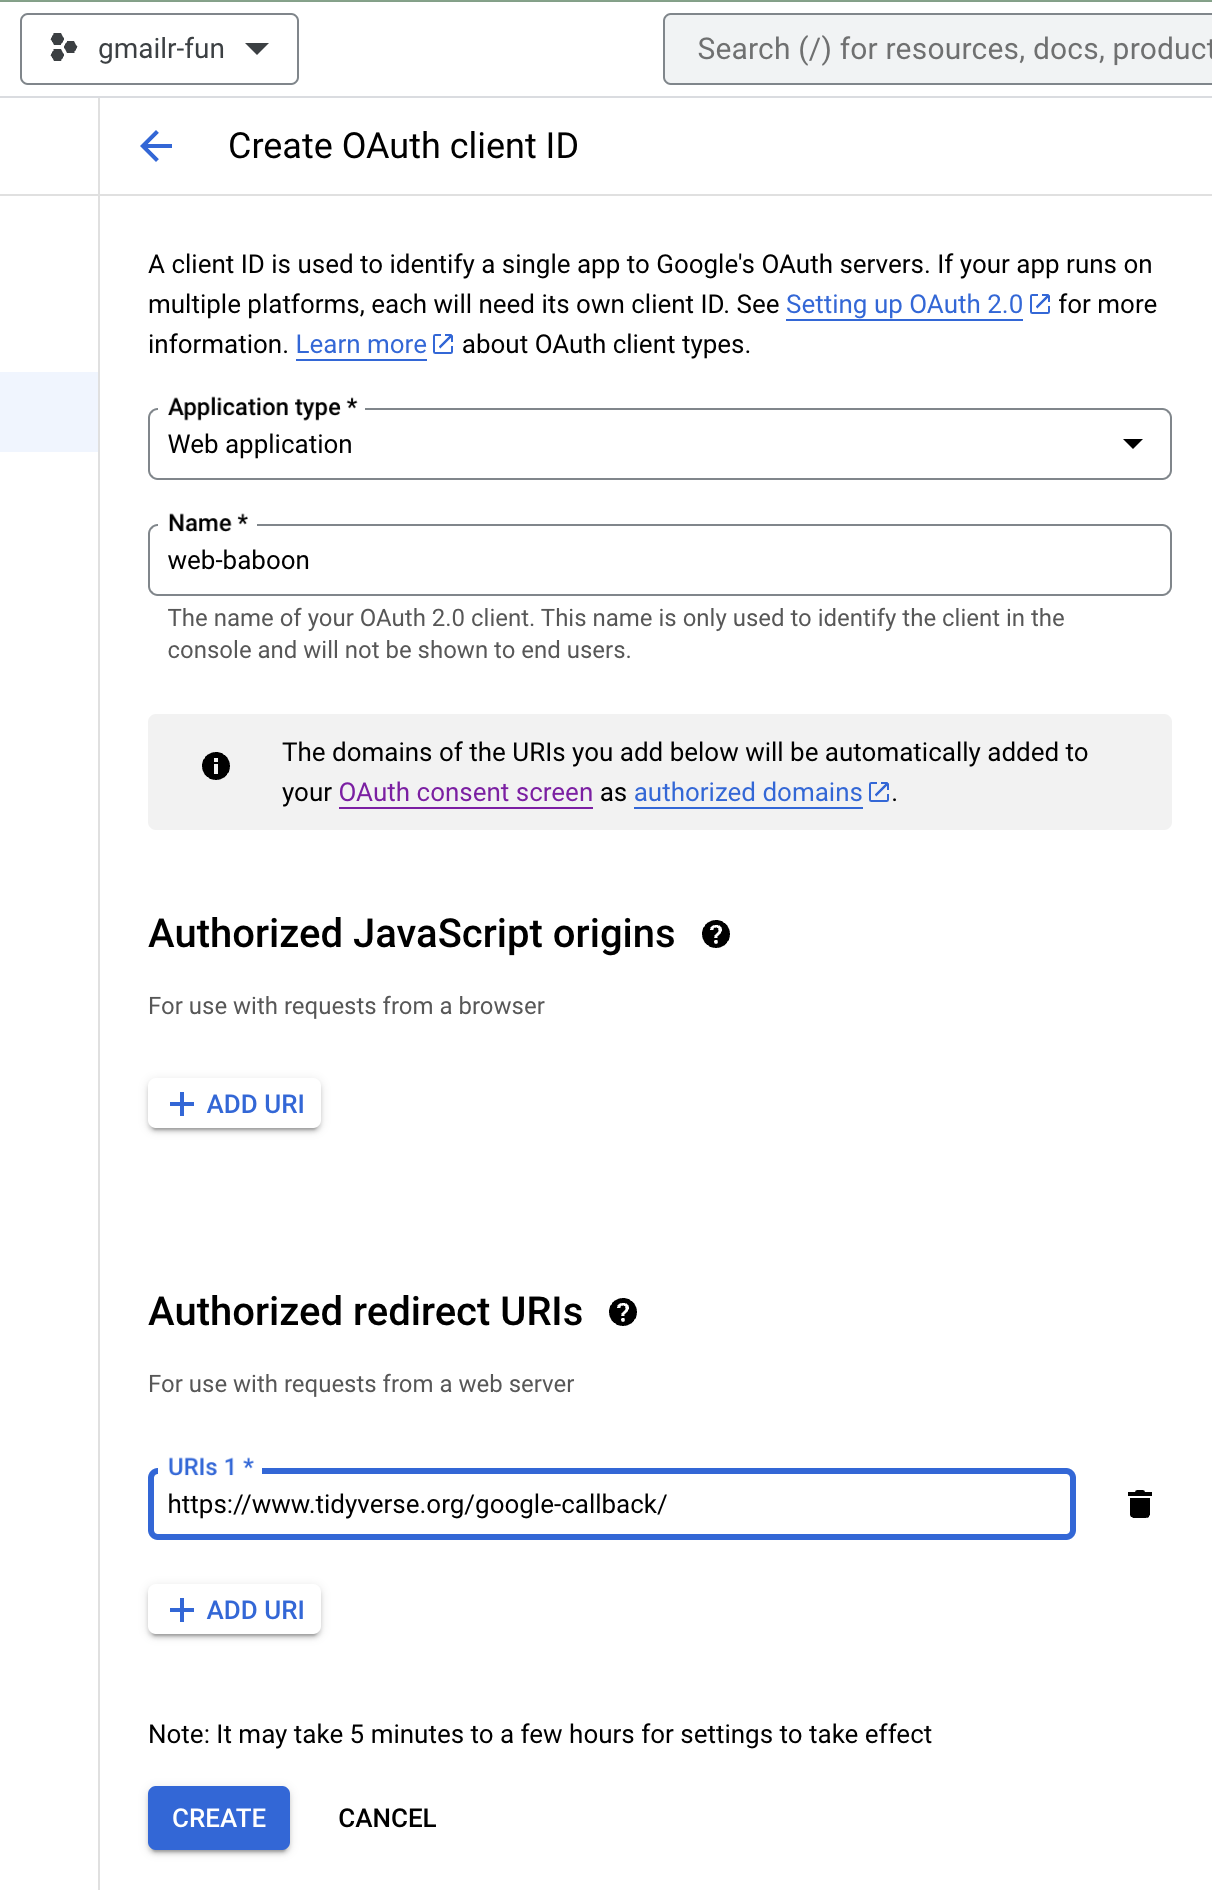 gmailr-fun
Search (/) for resources, docs, product
Create OAuth client ID
A client ID is used to identify a single app to Google's OAuth servers. If your app runs on
multiple platforms, each will need its own client ID. See Setting up OAuth 2.0 for more
information. Learn more about OAuth client types.
Application type *
Web application
Name *
web-baboon
The name of your OAuth 2.0 client. This name is only used to identify the client in the
console and will not be shown to end users.
The domains of the URIs you add below will be automatically added to
your OAuth consent screen as authorized domains.
Authorized JavaScript origins
For use with requests from a browser
ADD URI
Authorized redirect URIs
For use with requests from a web server
URIs 1 *
https://www.tidyverse.org/google-callback/
ADD URI
Note: It may take 5 minutes to a few hours for settings to take effect
CREATE CANCEL